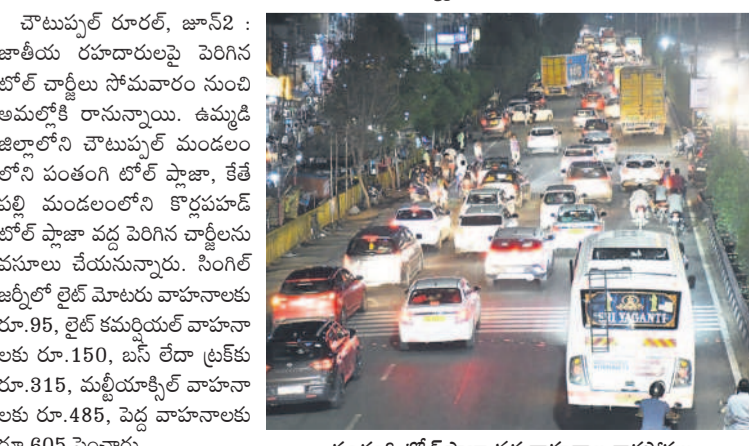 చౌటుప్పల్ రూరల్, జూన్2 :
జాతీయ రహదారులపై పెరిగిన
టోల్ చార్జీలు సోమవారం నుంచి
అమల్లోకి రానున్నాయి. ఉమ్మడి
జిల్లాలోని చౌటుప్పల్ మండలం
లోని పంతంగి టోల్ ప్లాజా, కేతే
పల్లి మండలంలోని కొర్లపహడ్
టోల్ ప్లాజా వద్ద పెరిగిన చార్జీలను
వసూలు చేయనున్నారు. సింగిల్
జర్నీలో లైట్ మోటరు వాహనాలకు
రూ.95, లైట్ కమర్షియల్ వాహనా
లకు రూ.150, బస్ లేదా ట్రక్‌కు
రూ.315, మల్టీయాక్సిల్ వాహనా
లకు రూ.485, పెద్ద వాహనాలకు
రూ.605 పెంచారు.
SRI YAGANTI